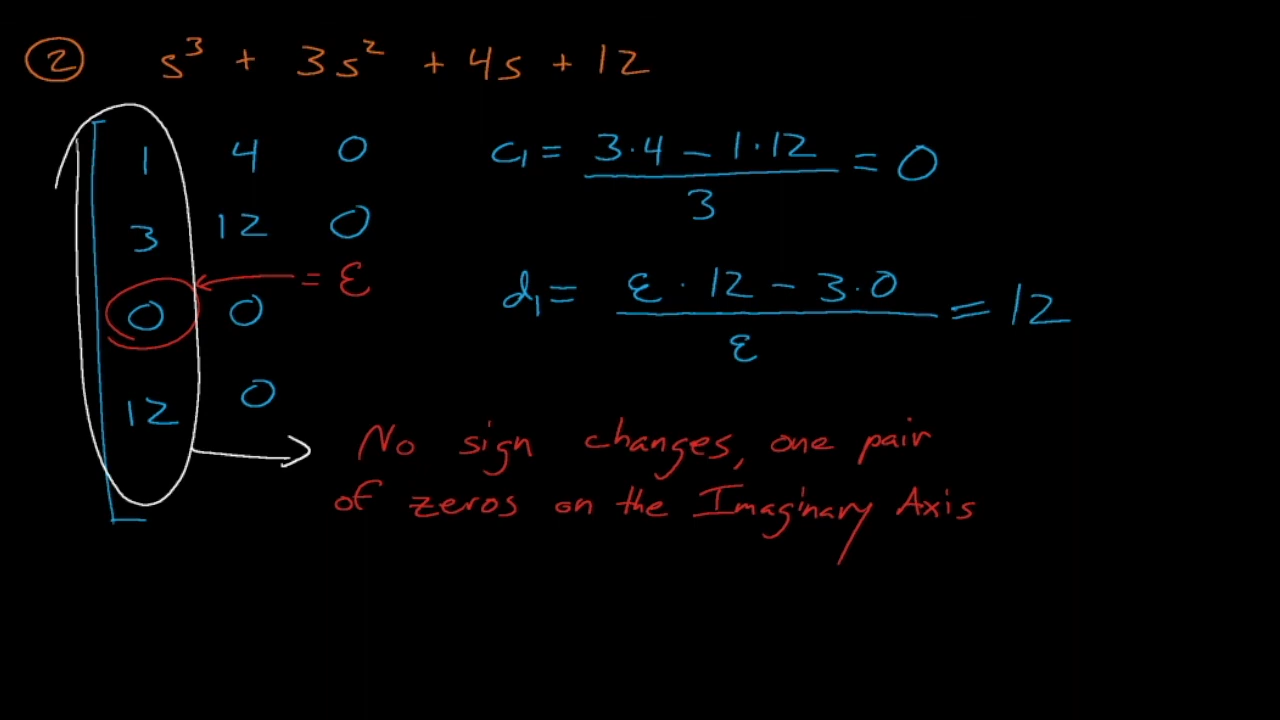 ② s³ + 3s² + 4s + 12
1 4 0
3 12 0
0 0
12 0
= ε
c₁ = (3·4 − 1·12)/3 = 0
d₁ = (ε·12 − 3·0)/ε = 12
No sign changes, one pair
of zeros on the Imaginary Axis